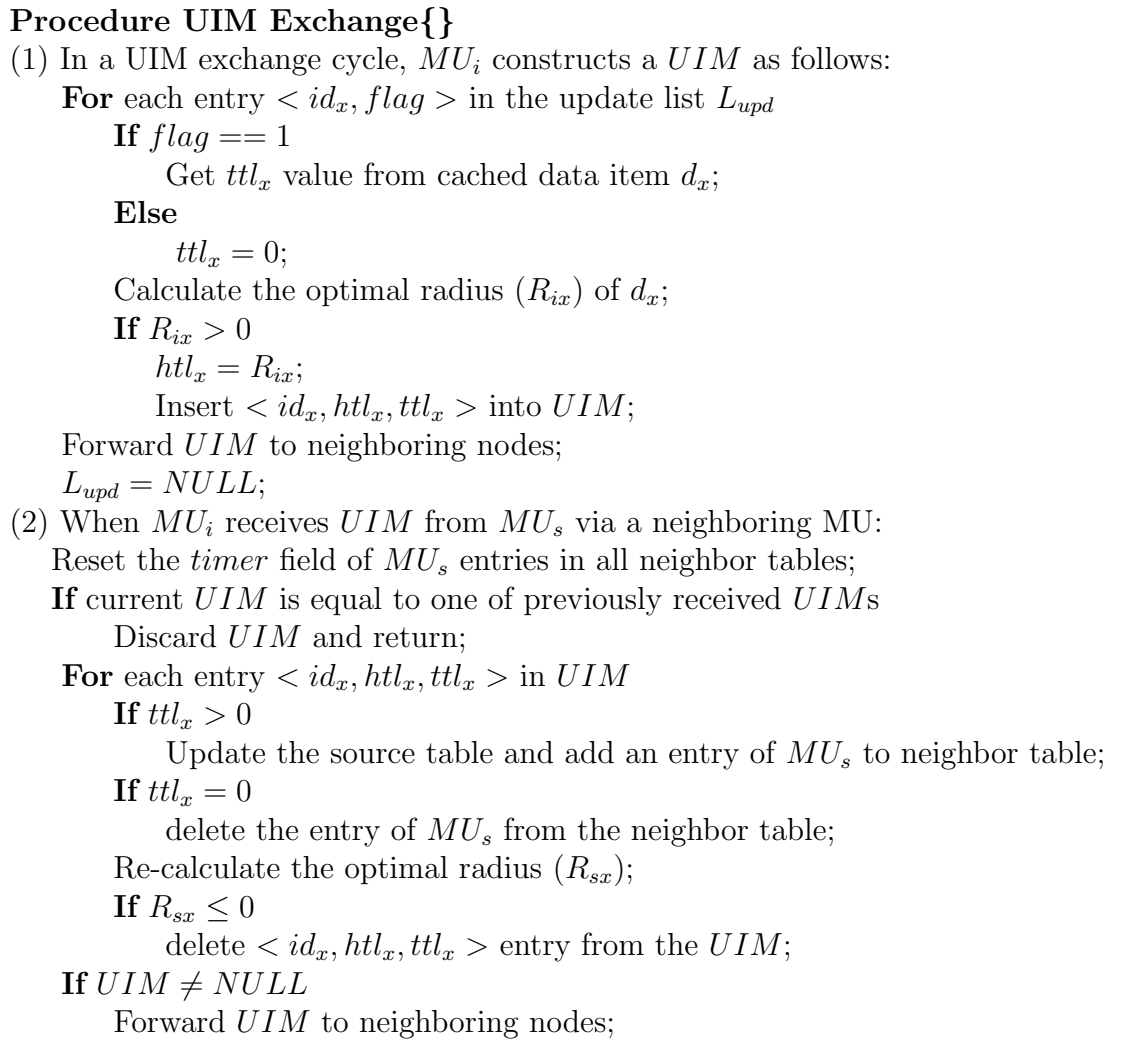 Procedure UIM Exchange{}
(1) In a UIM exchange cycle, MU_i constructs a UIM as follows:
For each entry < id_x, flag > in the update list L_upd
If flag == 1
Get ttl_x value from cached data item d_x;
Else
ttl_x = 0;
Calculate the optimal radius (R_ix) of d_x;
If R_ix > 0
htl_x = R_ix;
Insert < id_x, htl_x, ttl_x > into UIM;
Forward UIM to neighboring nodes;
L_upd = NULL;
(2) When MU_i receives UIM from MU_s via a neighboring MU:
Reset the timer field of MU_s entries in all neighbor tables;
If current UIM is equal to one of previously received UIMs
Discard UIM and return;
For each entry < id_x, htl_x, ttl_x > in UIM
If ttl_x > 0
Update the source table and add an entry of MU_s to neighbor table;
If ttl_x = 0
delete the entry of MU_s from the neighbor table;
Re-calculate the optimal radius (R_sx);
If R_sx ≤ 0
delete < id_x, htl_x, ttl_x > entry from the UIM;
If UIM ≠ NULL
Forward UIM to neighboring nodes;